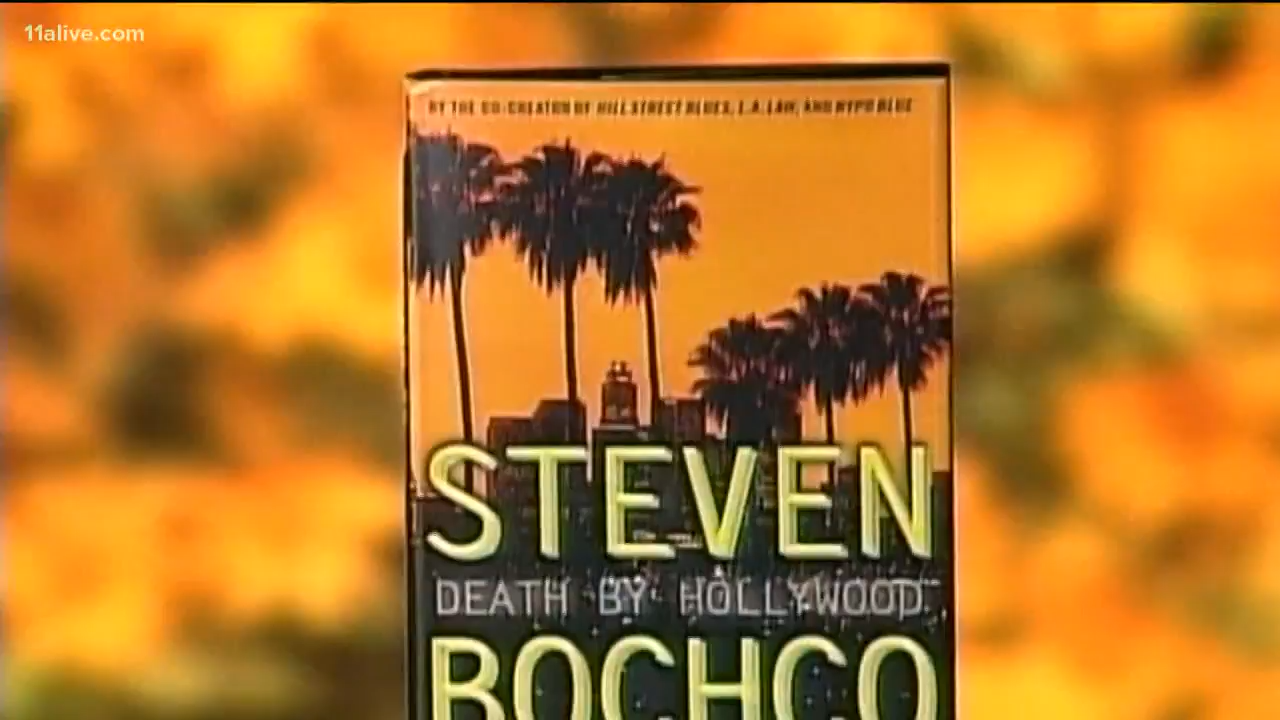 11alive.com
BY THE CO-CREATOR OF HILL STREET BLUES, L.A. LAW, AND NYPD BLUE
STEVEN
DEATH BY HOLLYWOOD
BOCHCO